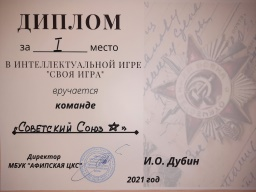 ДИПЛОМ
за I место
В ИНТЕЛЛЕКТУАЛЬНОЙ ИГРЕ
"СВОЯ ИГРА"
вручается
команде
«Советский Союз ☆»
Директор
МБУК "АФИПСКАЯ ЦКС"
И.О. Дубин
2021 год